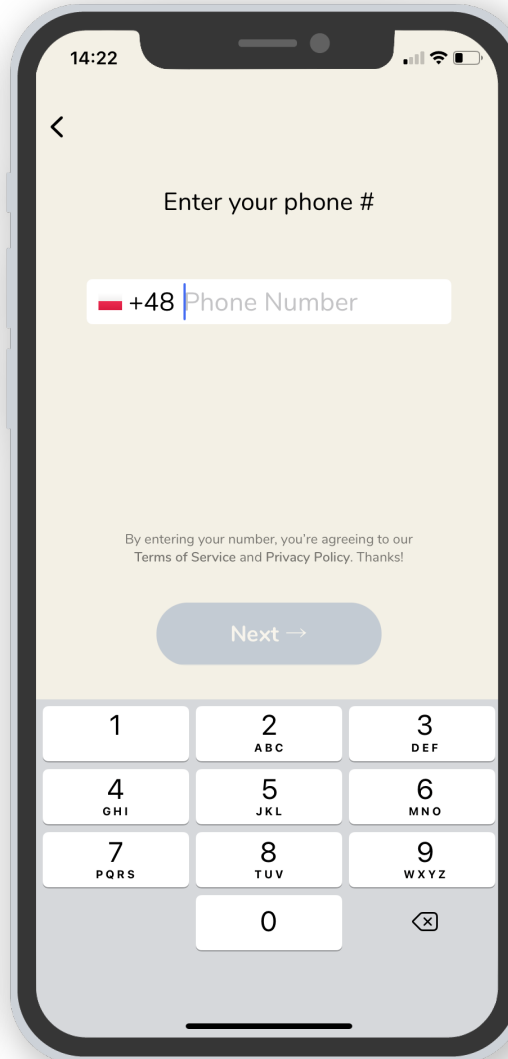 14:22
Enter your phone #
+48 Phone Number
By entering your number, you're agreeing to our
Terms of Service and Privacy Policy. Thanks!
Next →
1 2 3
ABC DEF
4 5 6
GHI JKL MNO
7 8 9
PQRS TUV WXYZ
0